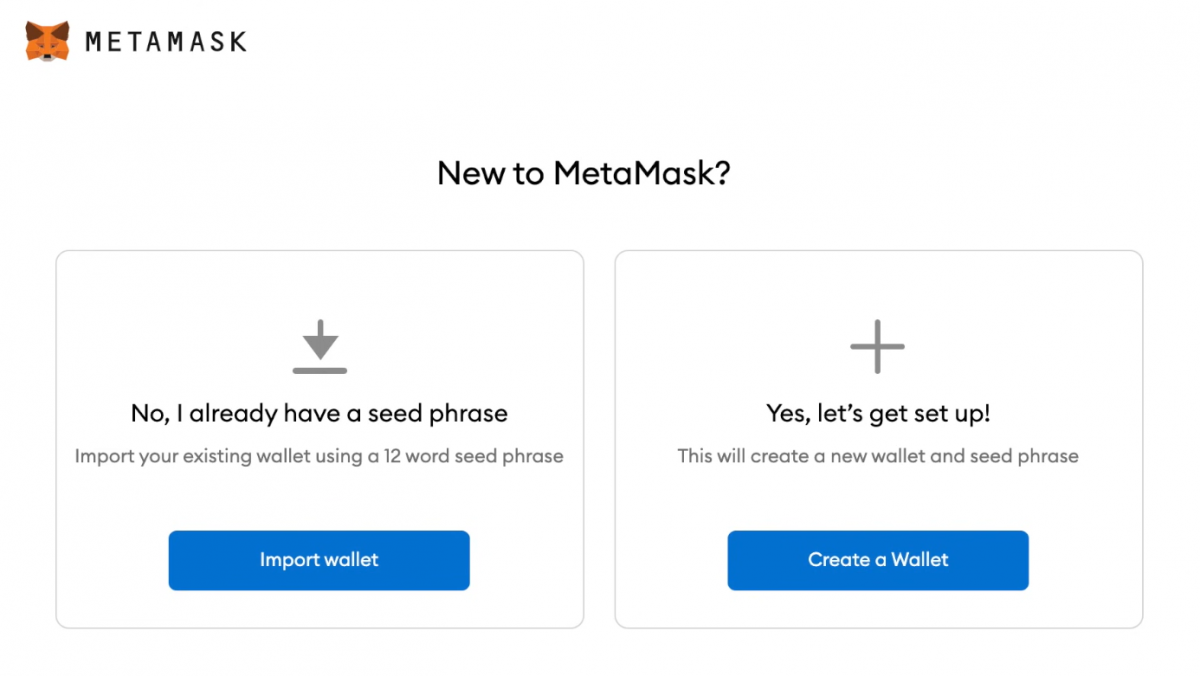 METAMASK
New to MetaMask?
No, I already have a seed phrase
Import your existing wallet using a 12 word seed phrase
Import wallet
Yes, let’s get set up!
This will create a new wallet and seed phrase
Create a Wallet